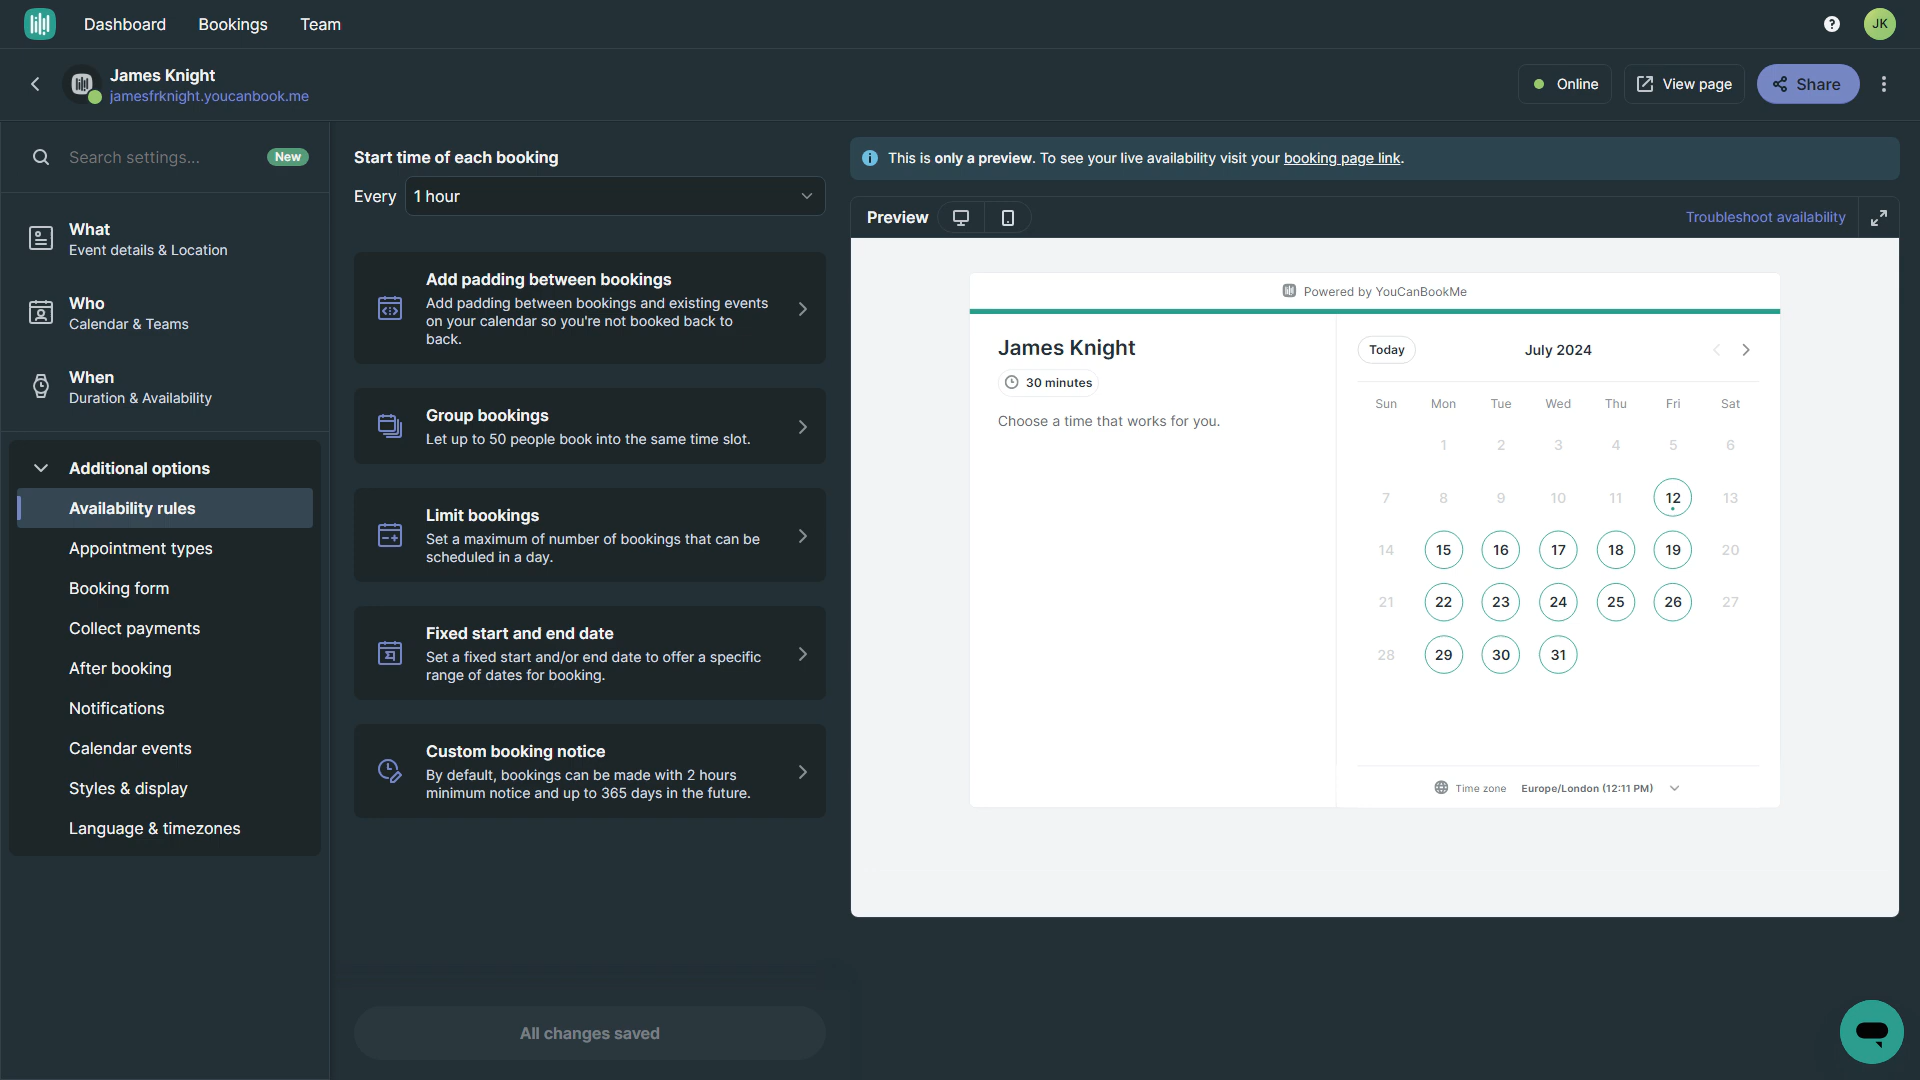 Dashboard
Bookings
Team
?
JK
James Knight
jamesfrknight.youcanbook.me
Online
View page
Share
Search settings...
New
What
Event details & Location
Who
Calendar & Teams
When
Duration & Availability
Additional options
Availability rules
Appointment types
Booking form
Collect payments
After booking
Notifications
Calendar events
Styles & display
Language & timezones
Start time of each booking
Every
1 hour
Add padding between bookings
Add padding between bookings and existing events
on your calendar so you're not booked back to
back.
Group bookings
Let up to 50 people book into the same time slot.
Limit bookings
Set a maximum of number of bookings that can be
scheduled in a day.
Fixed start and end date
Set a fixed start and/or end date to offer a specific
range of dates for booking.
Custom booking notice
By default, bookings can be made with 2 hours
minimum notice and up to 365 days in the future.
All changes saved
This is only a preview. To see your live availability visit your booking page link.
Preview
Troubleshoot availability
Powered by YouCanBookMe
James Knight
30 minutes
Choose a time that works for you.
Today
July 2024
Sun Mon Tue Wed Thu Fri Sat
1 2 3 4 5 6
7 8 9 10 11 12 13
14 15 16 17 18 19 20
21 22 23 24 25 26 27
28 29 30 31
Time zone Europe/London (12:11 PM)